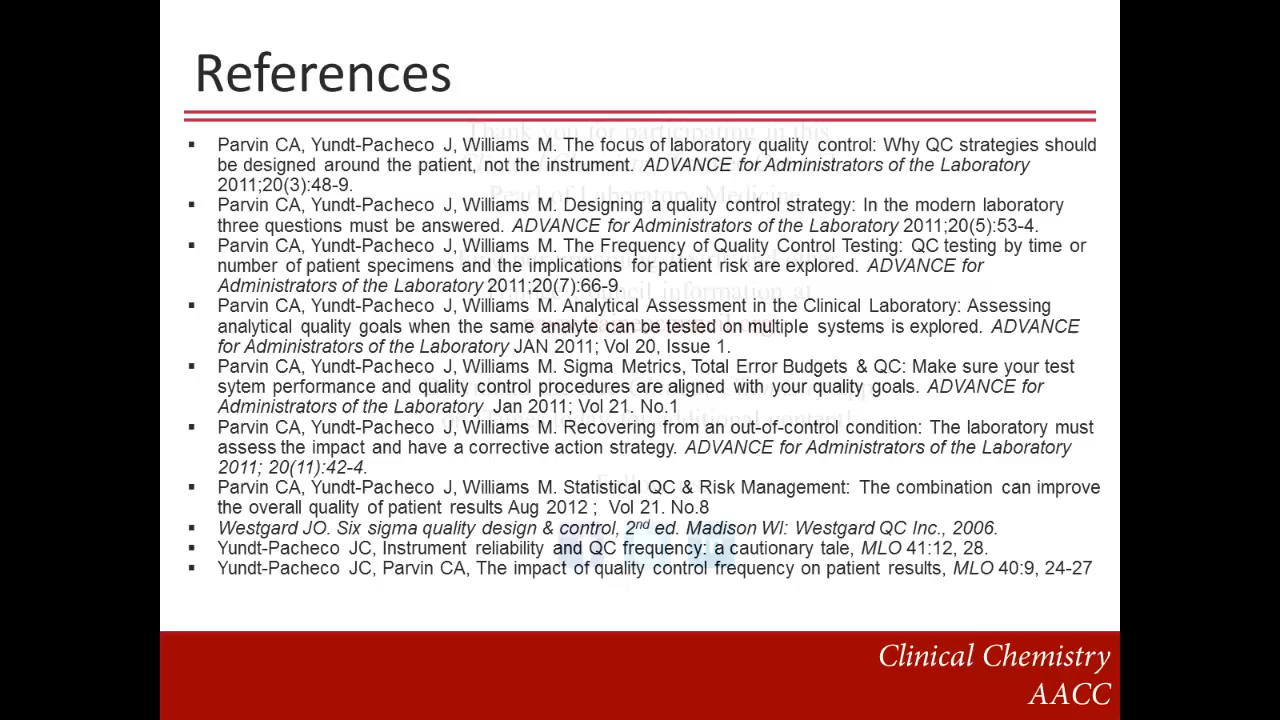 References
▪ Parvin CA, Yundt-Pacheco J, Williams M. The focus of laboratory quality control: Why QC strategies should
be designed around the patient, not the instrument. ADVANCE for Administrators of the Laboratory
2011;20(3):48-9.
▪ Parvin CA, Yundt-Pacheco J, Williams M. Designing a quality control strategy: In the modern laboratory
three questions must be answered. ADVANCE for Administrators of the Laboratory 2011;20(5):53-4.
▪ Parvin CA, Yundt-Pacheco J, Williams M. The Frequency of Quality Control Testing: QC testing by time or
number of patient specimens and the implications for patient risk are explored. ADVANCE for
Administrators of the Laboratory 2011;20(7):66-9.
▪ Parvin CA, Yundt-Pacheco J, Williams M. Analytical Assessment in the Clinical Laboratory: Assessing
analytical quality goals when the same analyte can be tested on multiple systems is explored. ADVANCE
for Administrators of the Laboratory JAN 2011; Vol 20, Issue 1.
▪ Parvin CA, Yundt-Pacheco J, Williams M. Sigma Metrics, Total Error Budgets & QC: Make sure your test
sytem performance and quality control procedures are aligned with your quality goals. ADVANCE for
Administrators of the Laboratory Jan 2011; Vol 21. No.1
▪ Parvin CA, Yundt-Pacheco J, Williams M. Recovering from an out-of-control condition: The laboratory must
assess the impact and have a corrective action strategy. ADVANCE for Administrators of the Laboratory
2011; 20(11):42-4.
▪ Parvin CA, Yundt-Pacheco J, Williams M. Statistical QC & Risk Management: The combination can improve
the overall quality of patient results Aug 2012 ; Vol 21. No.8
▪ Westgard JO. Six sigma quality design & control, 2nd ed. Madison WI: Westgard QC Inc., 2006.
▪ Yundt-Pacheco JC, Instrument reliability and QC frequency: a cautionary tale, MLO 41:12, 28.
▪ Yundt-Pacheco JC, Parvin CA, The impact of quality control frequency on patient results, MLO 40:9, 24-27
Thank you for participating in this
Pearl of Laboratory Medicine
Clinical Chemistry
AACC